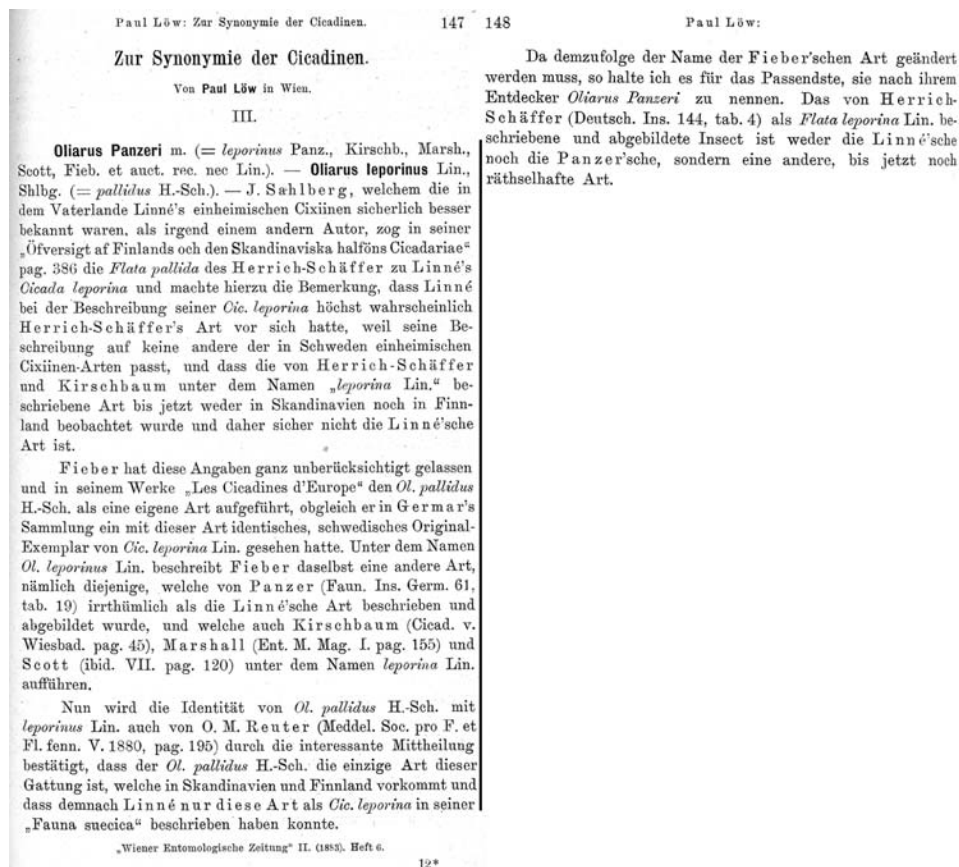 Paul Löw: Zur Synonymie der Cicadinen. 147
Zur Synonymie der Cicadinen.
Von Paul Löw in Wien.
III.
Oliarus Panzeri m. (= leporinus Panz., Kirschb., Marsh.,
Scott, Fieb. et auct. rec. nec Lin.). — Oliarus leporinus Lin.,
Shlbg. (= pallidus H.-Sch.). — J. Sæhlberg, welchem die in
dem Vaterlande Linné's einheimischen Cixiinen sicherlich besser
bekannt waren, als irgend einem andern Autor, zog in seiner
„Öfversigt af Finlands och den Skandinaviska halföns Cicadariae“
pag. 386 die Flata pallida des Herrich-Schäffer zu Linné's
Cicada leporina und machte hierzu die Bemerkung, dass Linné
bei der Beschreibung seiner Cic. leporina höchst wahrscheinlich
Herrich-Schäffer's Art vor sich hatte, weil seine Be-
schreibung auf keine andere der in Schweden einheimischen
Cixiinen-Arten passt, und dass die von Herrich-Schäffer
und Kirschbaum unter dem Namen „leporina Lin.“ be-
schriebene Art bis jetzt weder in Skandinavien noch in Finn-
land beobachtet wurde und daher sicher nicht die Linné'sche
Art ist.
Fieber hat diese Angaben ganz unberücksichtigt gelassen
und in seinem Werke „Les Cicadines d'Europe“ den Ol. pallidus
H.-Sch. als eine eigene Art aufgeführt, obgleich er in Germar's
Sammlung ein mit dieser Art identisches, schwedisches Original-
Exemplar von Cic. leporina Lin. gesehen hatte. Unter dem Namen
Ol. leporinus Lin. beschreibt Fieber daselbst eine andere Art,
nämlich diejenige, welche von Panzer (Faun. Ins. Germ. 61,
tab. 19) irrthümlich als die Linné'sche Art beschrieben und
abgebildet wurde, und welche auch Kirschbaum (Cicad. v.
Wiesbad. pag. 45), Marshall (Ent. M. Mag. I. pag. 155) und
Scott (ibid. VII. pag. 120) unter dem Namen leporina Lin.
aufführen.
Nun wird die Identität von Ol. pallidus H.-Sch. mit
leporinus Lin. auch von O. M. Reuter (Meddel. Soc. pro F. et
Fl. fenn. V. 1880, pag. 195) durch die interessante Mittheilung
bestätigt, dass der Ol. pallidus H.-Sch. die einzige Art dieser
Gattung ist, welche in Skandinavien und Finnland vorkommt und
dass demnach Linné nur diese Art als Cic. leporina in seiner
„Fauna suecica“ beschrieben haben konnte.
„Wiener Entomologische Zeitung“ II. (1883). Heft 6.
12*
148 Paul Löw:
Da demzufolge der Name der Fieber'schen Art geändert
werden muss, so halte ich es für das Passendste, sie nach ihrem
Entdecker Oliarus Panzeri zu nennen. Das von Herrich-
Schäffer (Deutsch. Ins. 144, tab. 4) als Flata leporina Lin. be-
schriebene und abgebildete Insect ist weder die Linné'sche
noch die Panzer'sche, sondern eine andere, bis jetzt noch
räthselhafte Art.